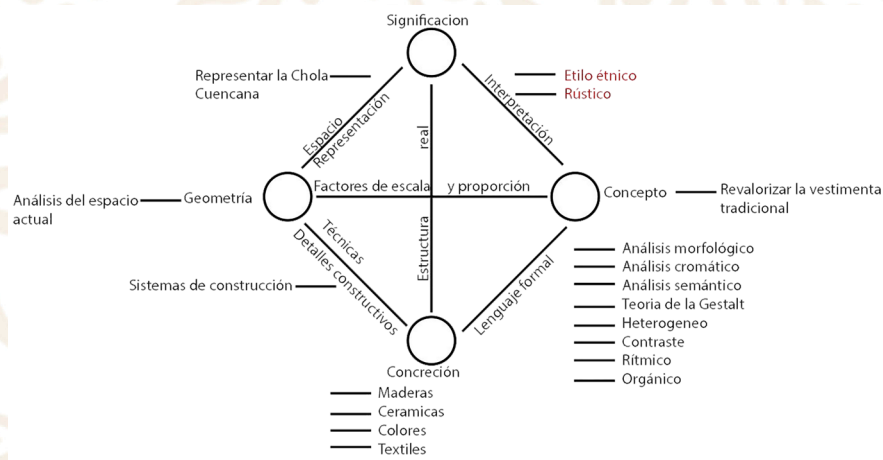 Significacion
Representar la Chola
Cuencana
Espacio
Representación
real
Interpretación
Etilo étnico
Rústico
Análisis del espacio
actual
Geometría
Factores de escala y proporción
Concepto
Revalorizar la vestimenta
tradicional
Técnicas
Detalles constructivos
Sistemas de construcción
Estructura
Lenguaje formal
Análisis morfológico
Análisis cromático
Análisis semántico
Teoria de la Gestalt
Heterogeneo
Contraste
Rítmico
Orgánico
Concreción
Maderas
Ceramicas
Colores
Textiles